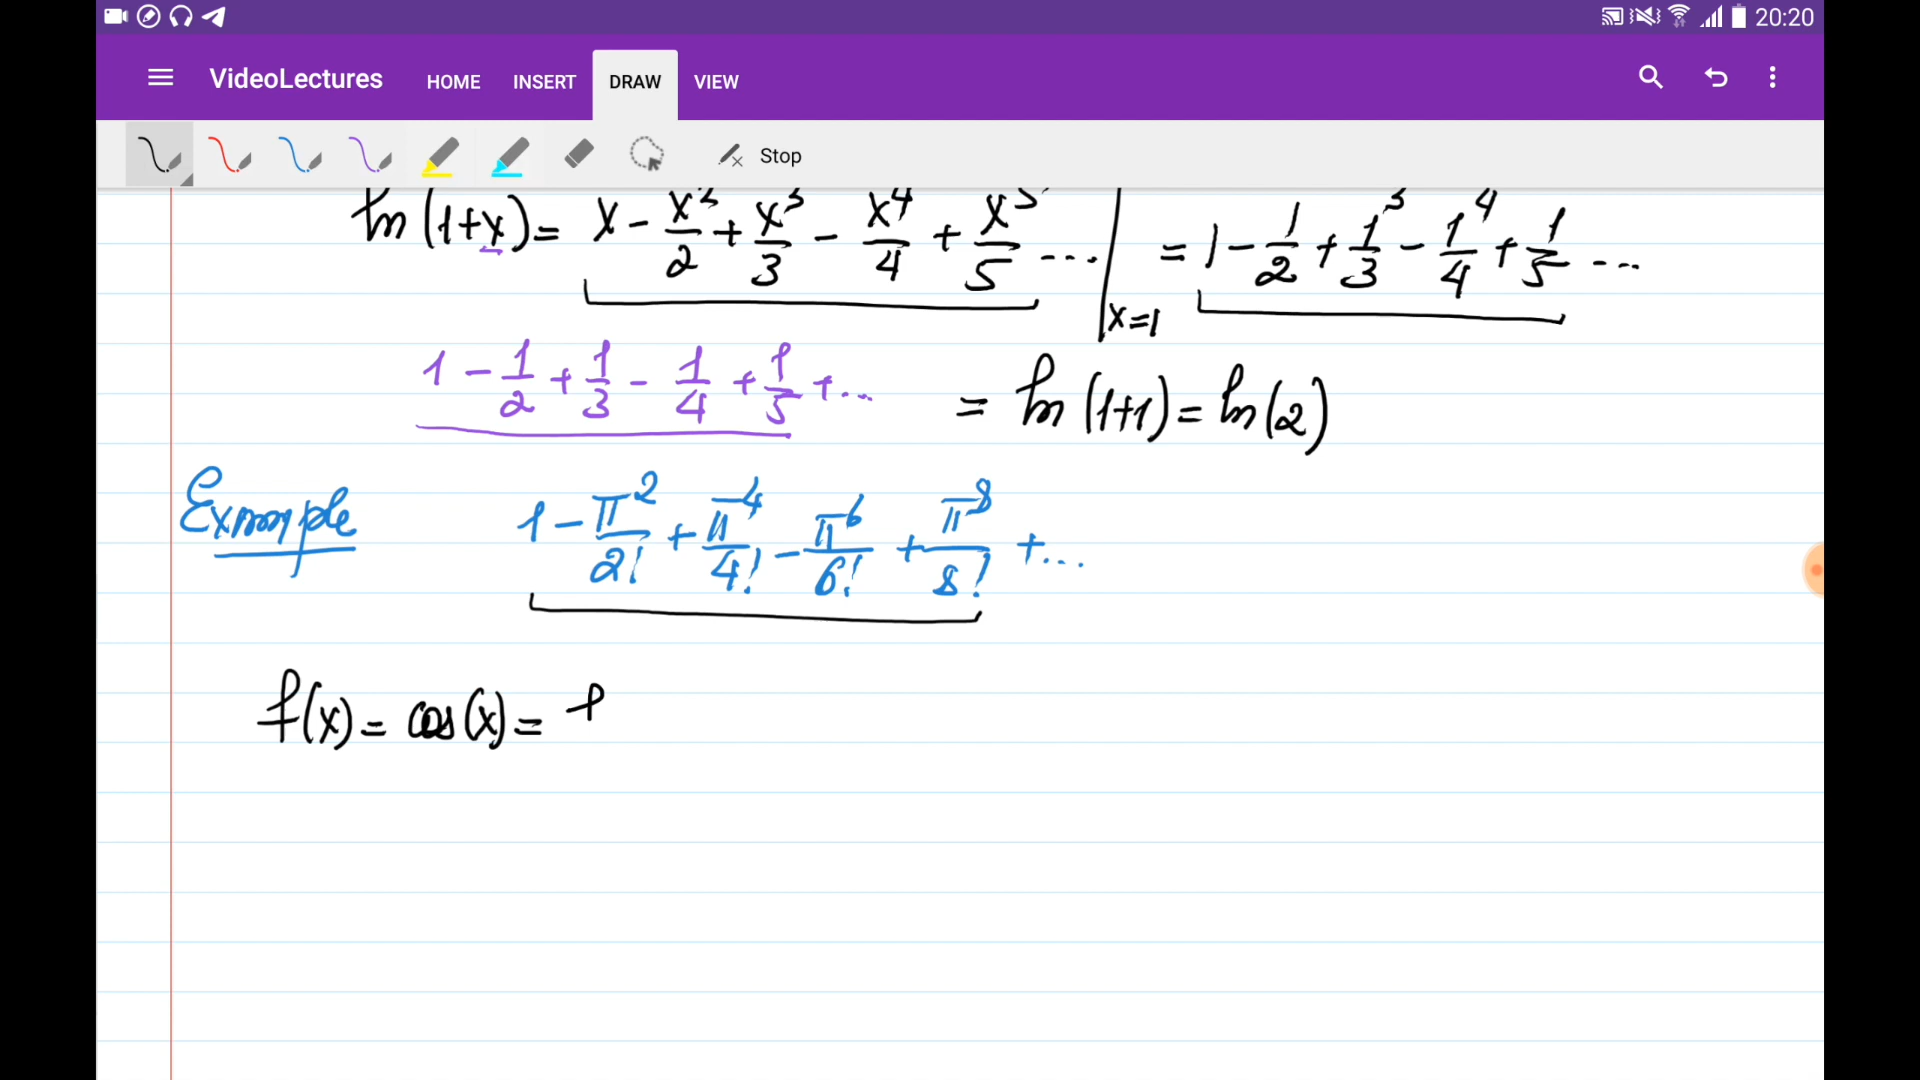 20:20
VideoLectures HOME INSERT DRAW VIEW
Stop
ln(1+x) = x - x²/2 + x³/3 - x⁴/4 + x⁵/5 ... |x=1 = 1 - 1/2 + 1³/3 - 1⁴/4 + 1/5 ...
1 - 1/2 + 1/3 - 1/4 + 1/5 + ... = ln(1+1) = ln(2)
Example 1 - π²/2! + π⁴/4! - π⁶/6! + π⁸/8! + ...
f(x) = cos(x) =